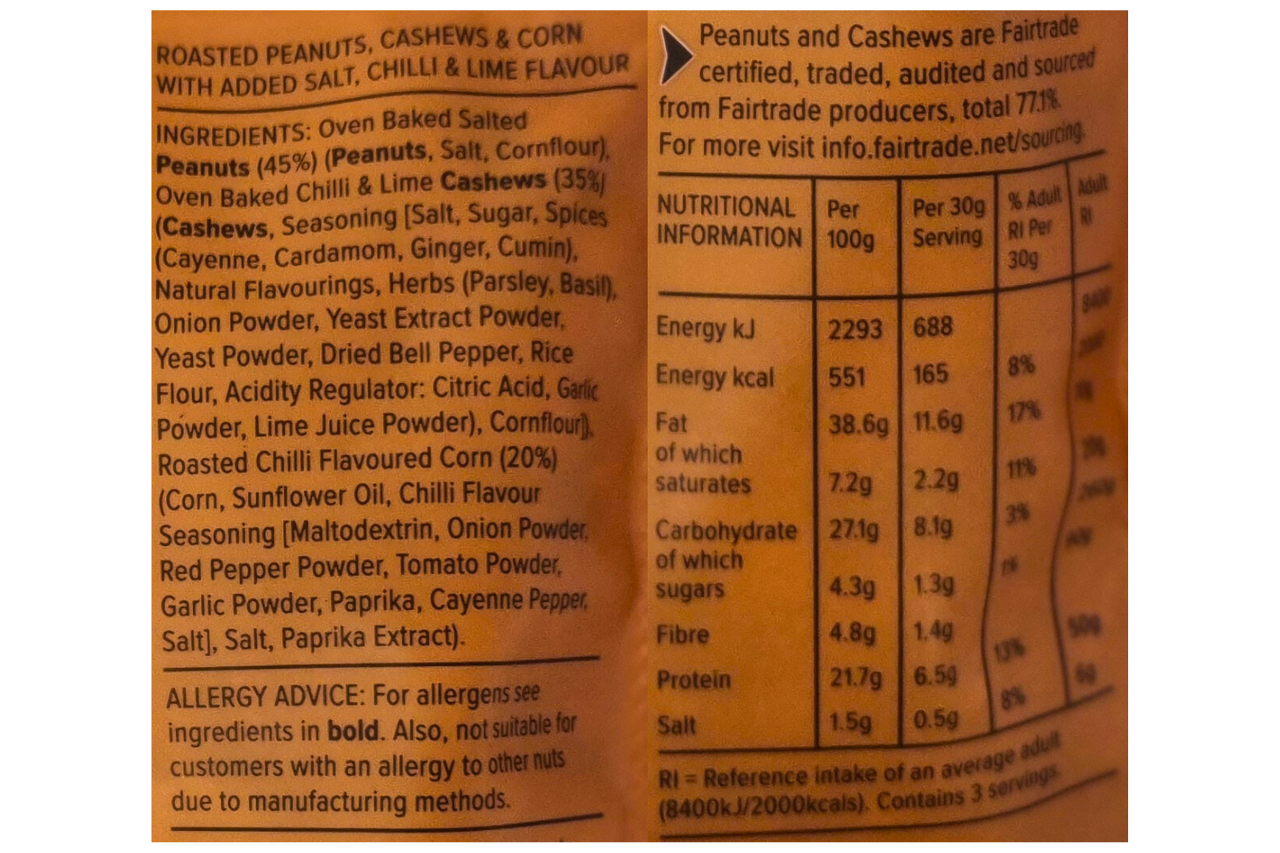 ROASTED PEANUTS, CASHEWS & CORN
WITH ADDED SALT, CHILLI & LIME FLAVOUR
INGREDIENTS: Oven Baked Salted
Peanuts (45%) (Peanuts, Salt, Cornflour),
Oven Baked Chilli & Lime Cashews (35%)
(Cashews, Seasoning [Salt, Sugar, Spices
(Cayenne, Cardamom, Ginger, Cumin),
Natural Flavourings, Herbs (Parsley, Basil),
Onion Powder, Yeast Extract Powder,
Yeast Powder, Dried Bell Pepper, Rice
Flour, Acidity Regulator: Citric Acid, Garlic
Powder, Lime Juice Powder), Cornflour]),
Roasted Chilli Flavoured Corn (20%)
(Corn, Sunflower Oil, Chilli Flavour
Seasoning [Maltodextrin, Onion Powder,
Red Pepper Powder, Tomato Powder,
Garlic Powder, Paprika, Cayenne Pepper,
Salt], Salt, Paprika Extract).
ALLERGY ADVICE: For allergens see
ingredients in bold. Also, not suitable for
customers with an allergy to other nuts
due to manufacturing methods.
Peanuts and Cashews are Fairtrade
certified, traded, audited and sourced
from Fairtrade producers, total 77.1%.
For more visit info.fairtrade.net/sourcing.
NUTRITIONAL INFORMATION Per 100g Per 30g Serving % Adult RI Per 30g Adult RI
Energy kJ 2293 688 8400
Energy kcal 551 165 8%
Fat 38.6g 11.6g 17%
of which
saturates 7.2g 2.2g 11%
Carbohydrate 27.1g 8.1g 3%
of which
sugars 4.3g 1.3g
Fibre 4.8g 1.4g
Protein 21.7g 6.5g 13% 50g
Salt 1.5g 0.5g 8% 6g
RI = Reference intake of an average adult
(8400kJ/2000kcals). Contains 3 servings.